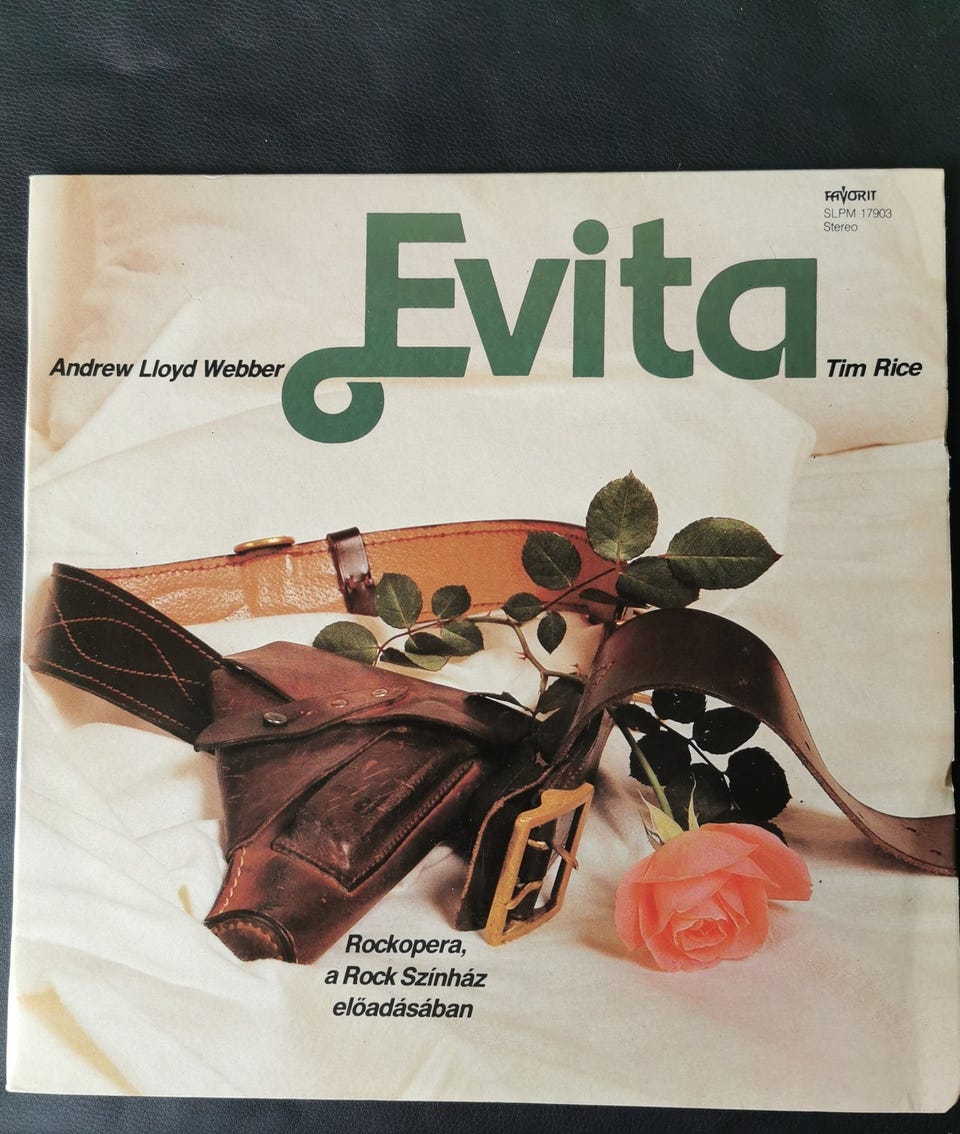 FAVORIT
SLPM 17903
Stereo
Evita
Andrew Lloyd Webber
Tim Rice
Rockopera,
a Rock Színház
előadásában